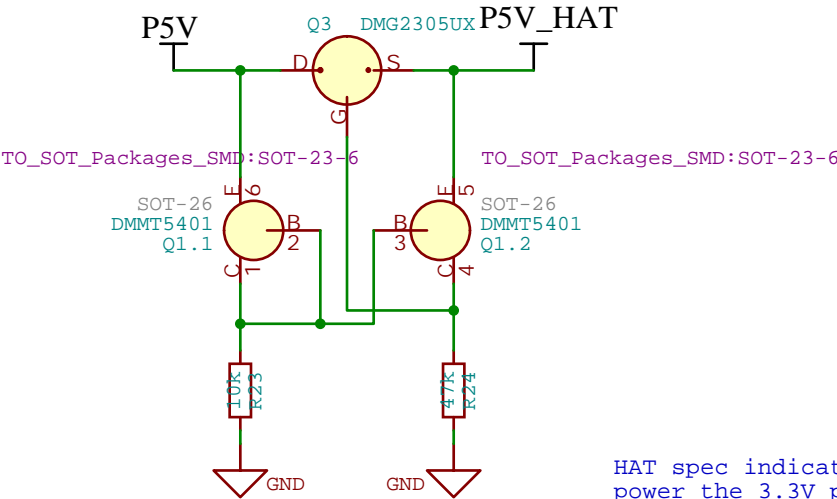 P5V
Q3 DMG2305UX
P5V_HAT
D
S
G
TO_SOT_Packages_SMD:SOT-23-6
TO_SOT_Packages_SMD:SOT-23-6
E
6
E
5
SOT-26
DMMT5401
Q1.1
B
2
B
3
SOT-26
DMMT5401
Q1.2
C
1
C
4
10K
R23
47K
R24
GND
GND
HAT spec indicat
power the 3.3V p